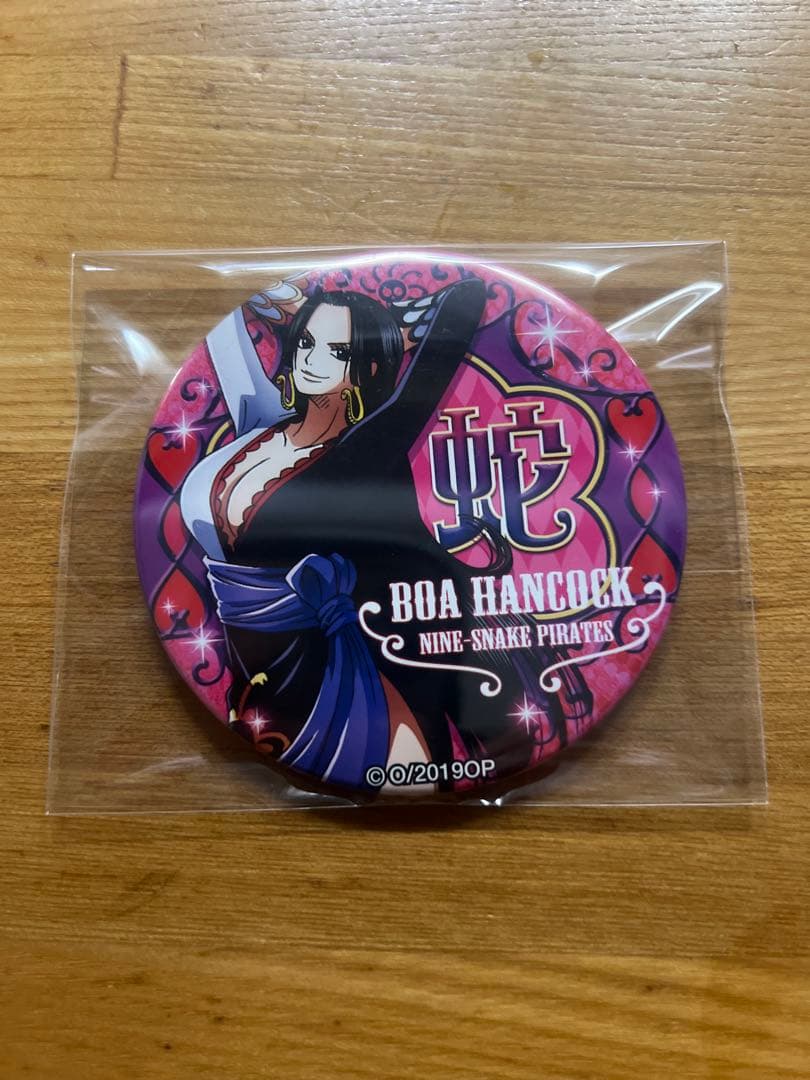 蛇
BOA HANCOCK
NINE-SNAKE PIRATES
© O/2019OP